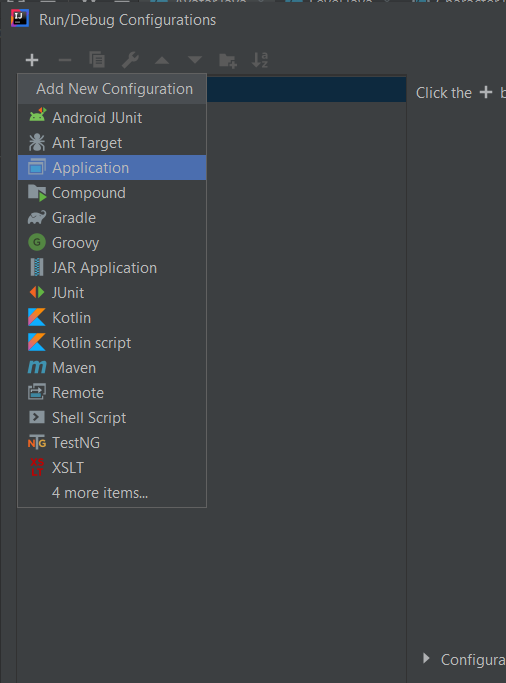 Run/Debug Configurations
Add New Configuration
Click the + b
Android JUnit
Ant Target
Application
Compound
Gradle
Groovy
JAR Application
JUnit
Kotlin
Kotlin script
Maven
Remote
Shell Script
TestNG
XSLT
4 more items...
Configura